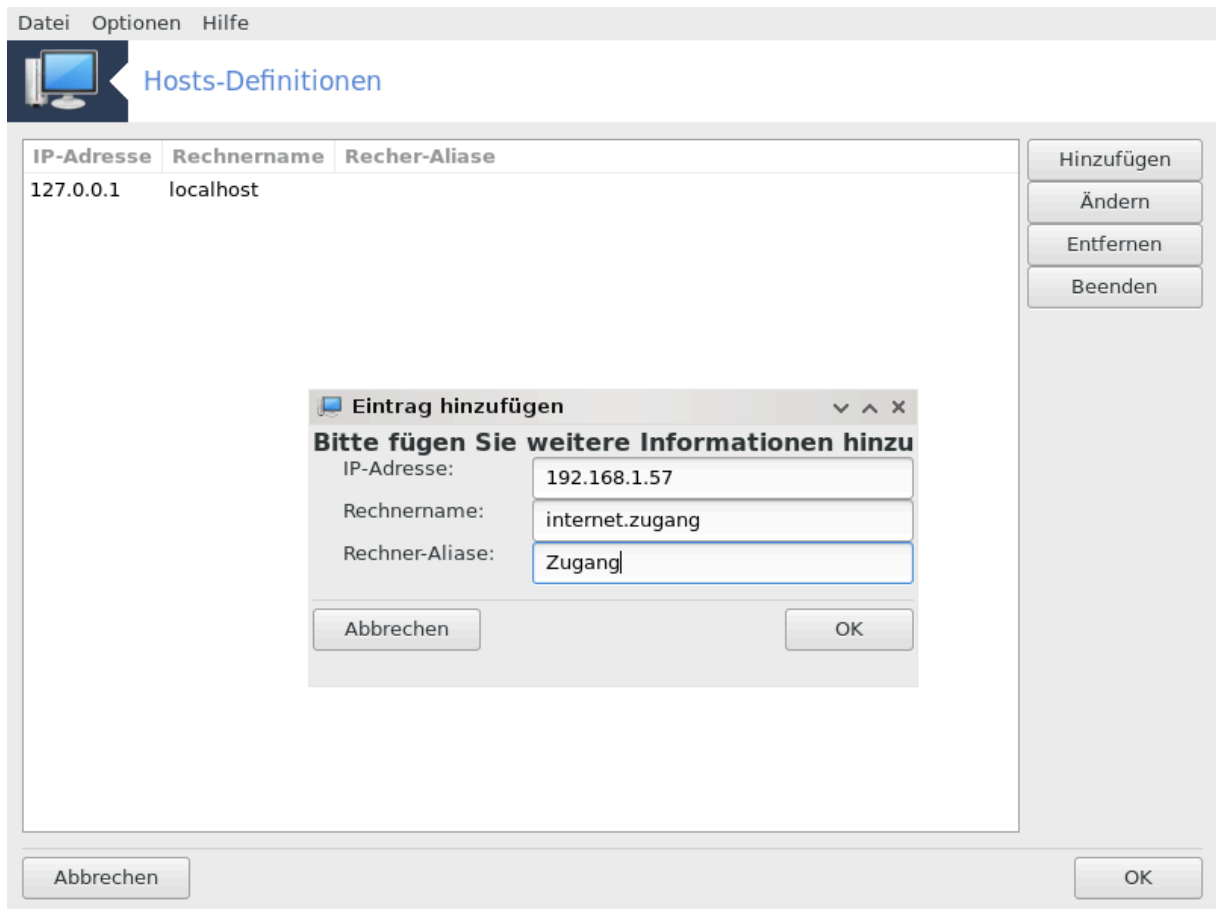 Datei Optionen Hilfe
Hosts-Definitionen
IP-Adresse Rechnername Recher-Aliase
127.0.0.1 localhost
Hinzufügen
Ändern
Entfernen
Beenden
Eintrag hinzufügen
Bitte fügen Sie weitere Informationen hinzu
IP-Adresse: 192.168.1.57
Rechnername: internet.zugang
Rechner-Aliase: Zugang
Abbrechen OK
Abbrechen OK